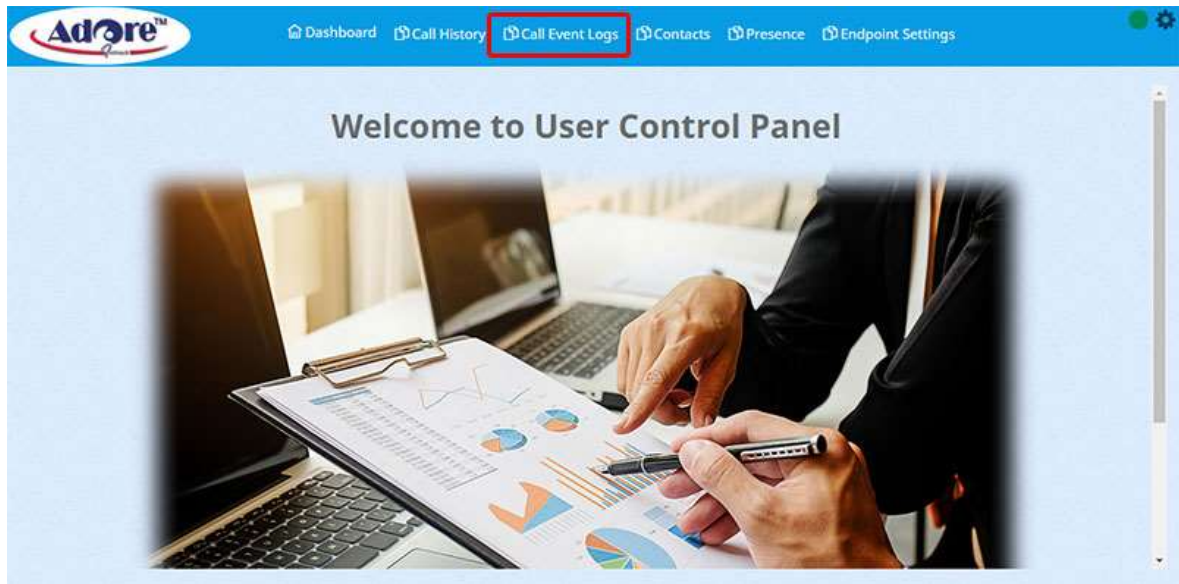 Adore™
Dashboard Call History Call Event Logs Contacts Presence Endpoint Settings
Welcome to User Control Panel